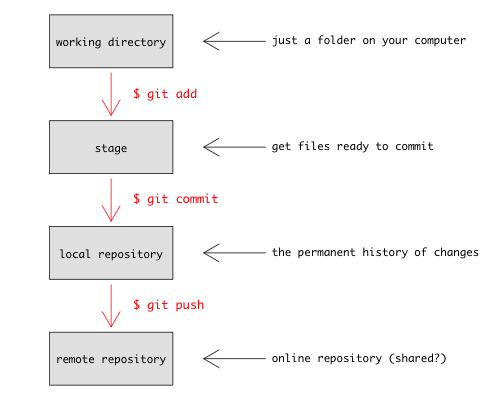 working directory
just a folder on your computer
$ git add
stage
get files ready to commit
$ git commit
local repository
the permanent history of changes
$ git push
remote repository
online repository (shared?)